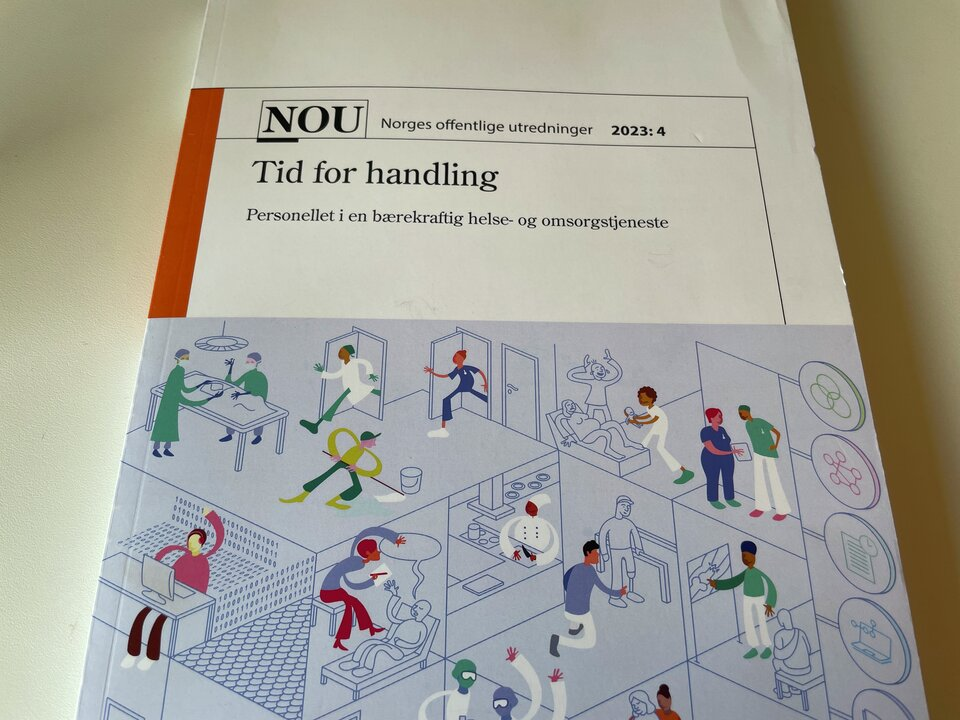 NOU Norges offentlige utredninger 2023: 4
Tid for handling
Personellet i en bærekraftig helse- og omsorgstjeneste